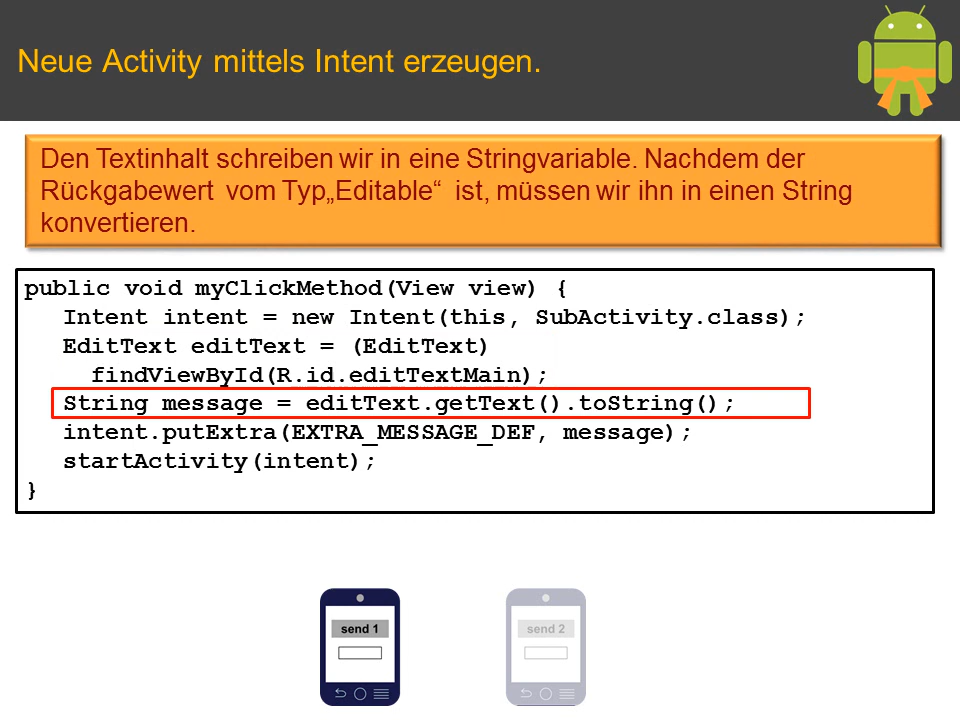 Neue Activity mittels Intent erzeugen.
Den Textinhalt schreiben wir in eine Stringvariable. Nachdem der
Rückgabewert vom Typ„Editable“ ist, müssen wir ihn in einen String
konvertieren.
public void myClickMethod(View view) {
Intent intent = new Intent(this, SubActivity.class);
EditText editText = (EditText)
findViewById(R.id.editTextMain);
String message = editText.getText().toString();
intent.putExtra(EXTRA_MESSAGE_DEF, message);
startActivity(intent);
}
send 1
send 2